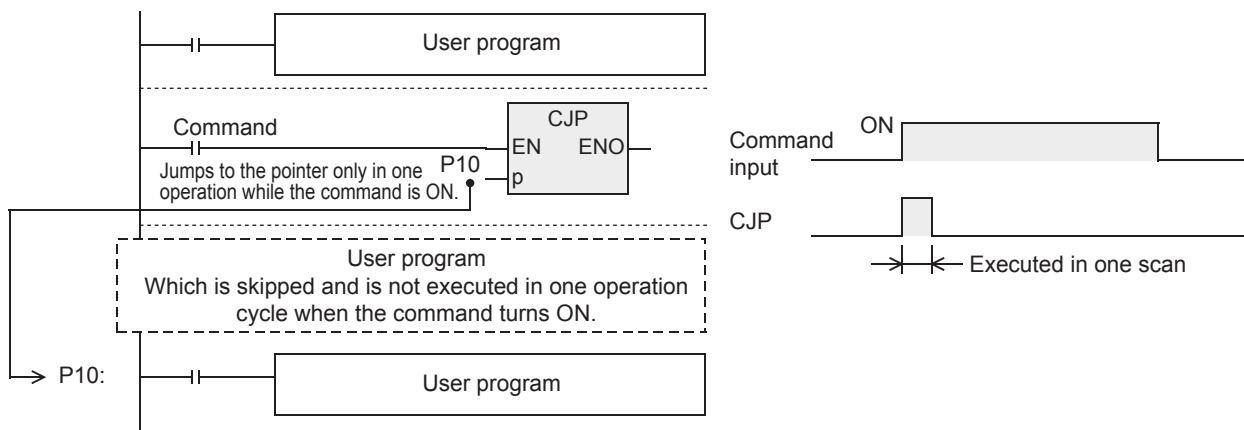 User program
Command
CJP
EN ENO
P10
p
Jumps to the pointer only in one
operation while the command is ON.
User program
Which is skipped and is not executed in one operation
cycle when the command turns ON.
P10:
User program
ON
Command
input
CJP
Executed in one scan